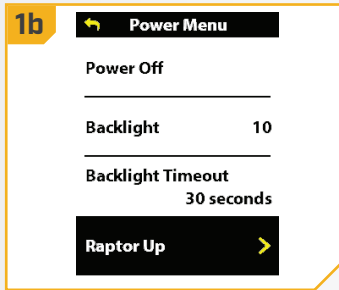 1b
Power Menu
Power Off
Backlight 10
Backlight Timeout
30 seconds
Raptor Up